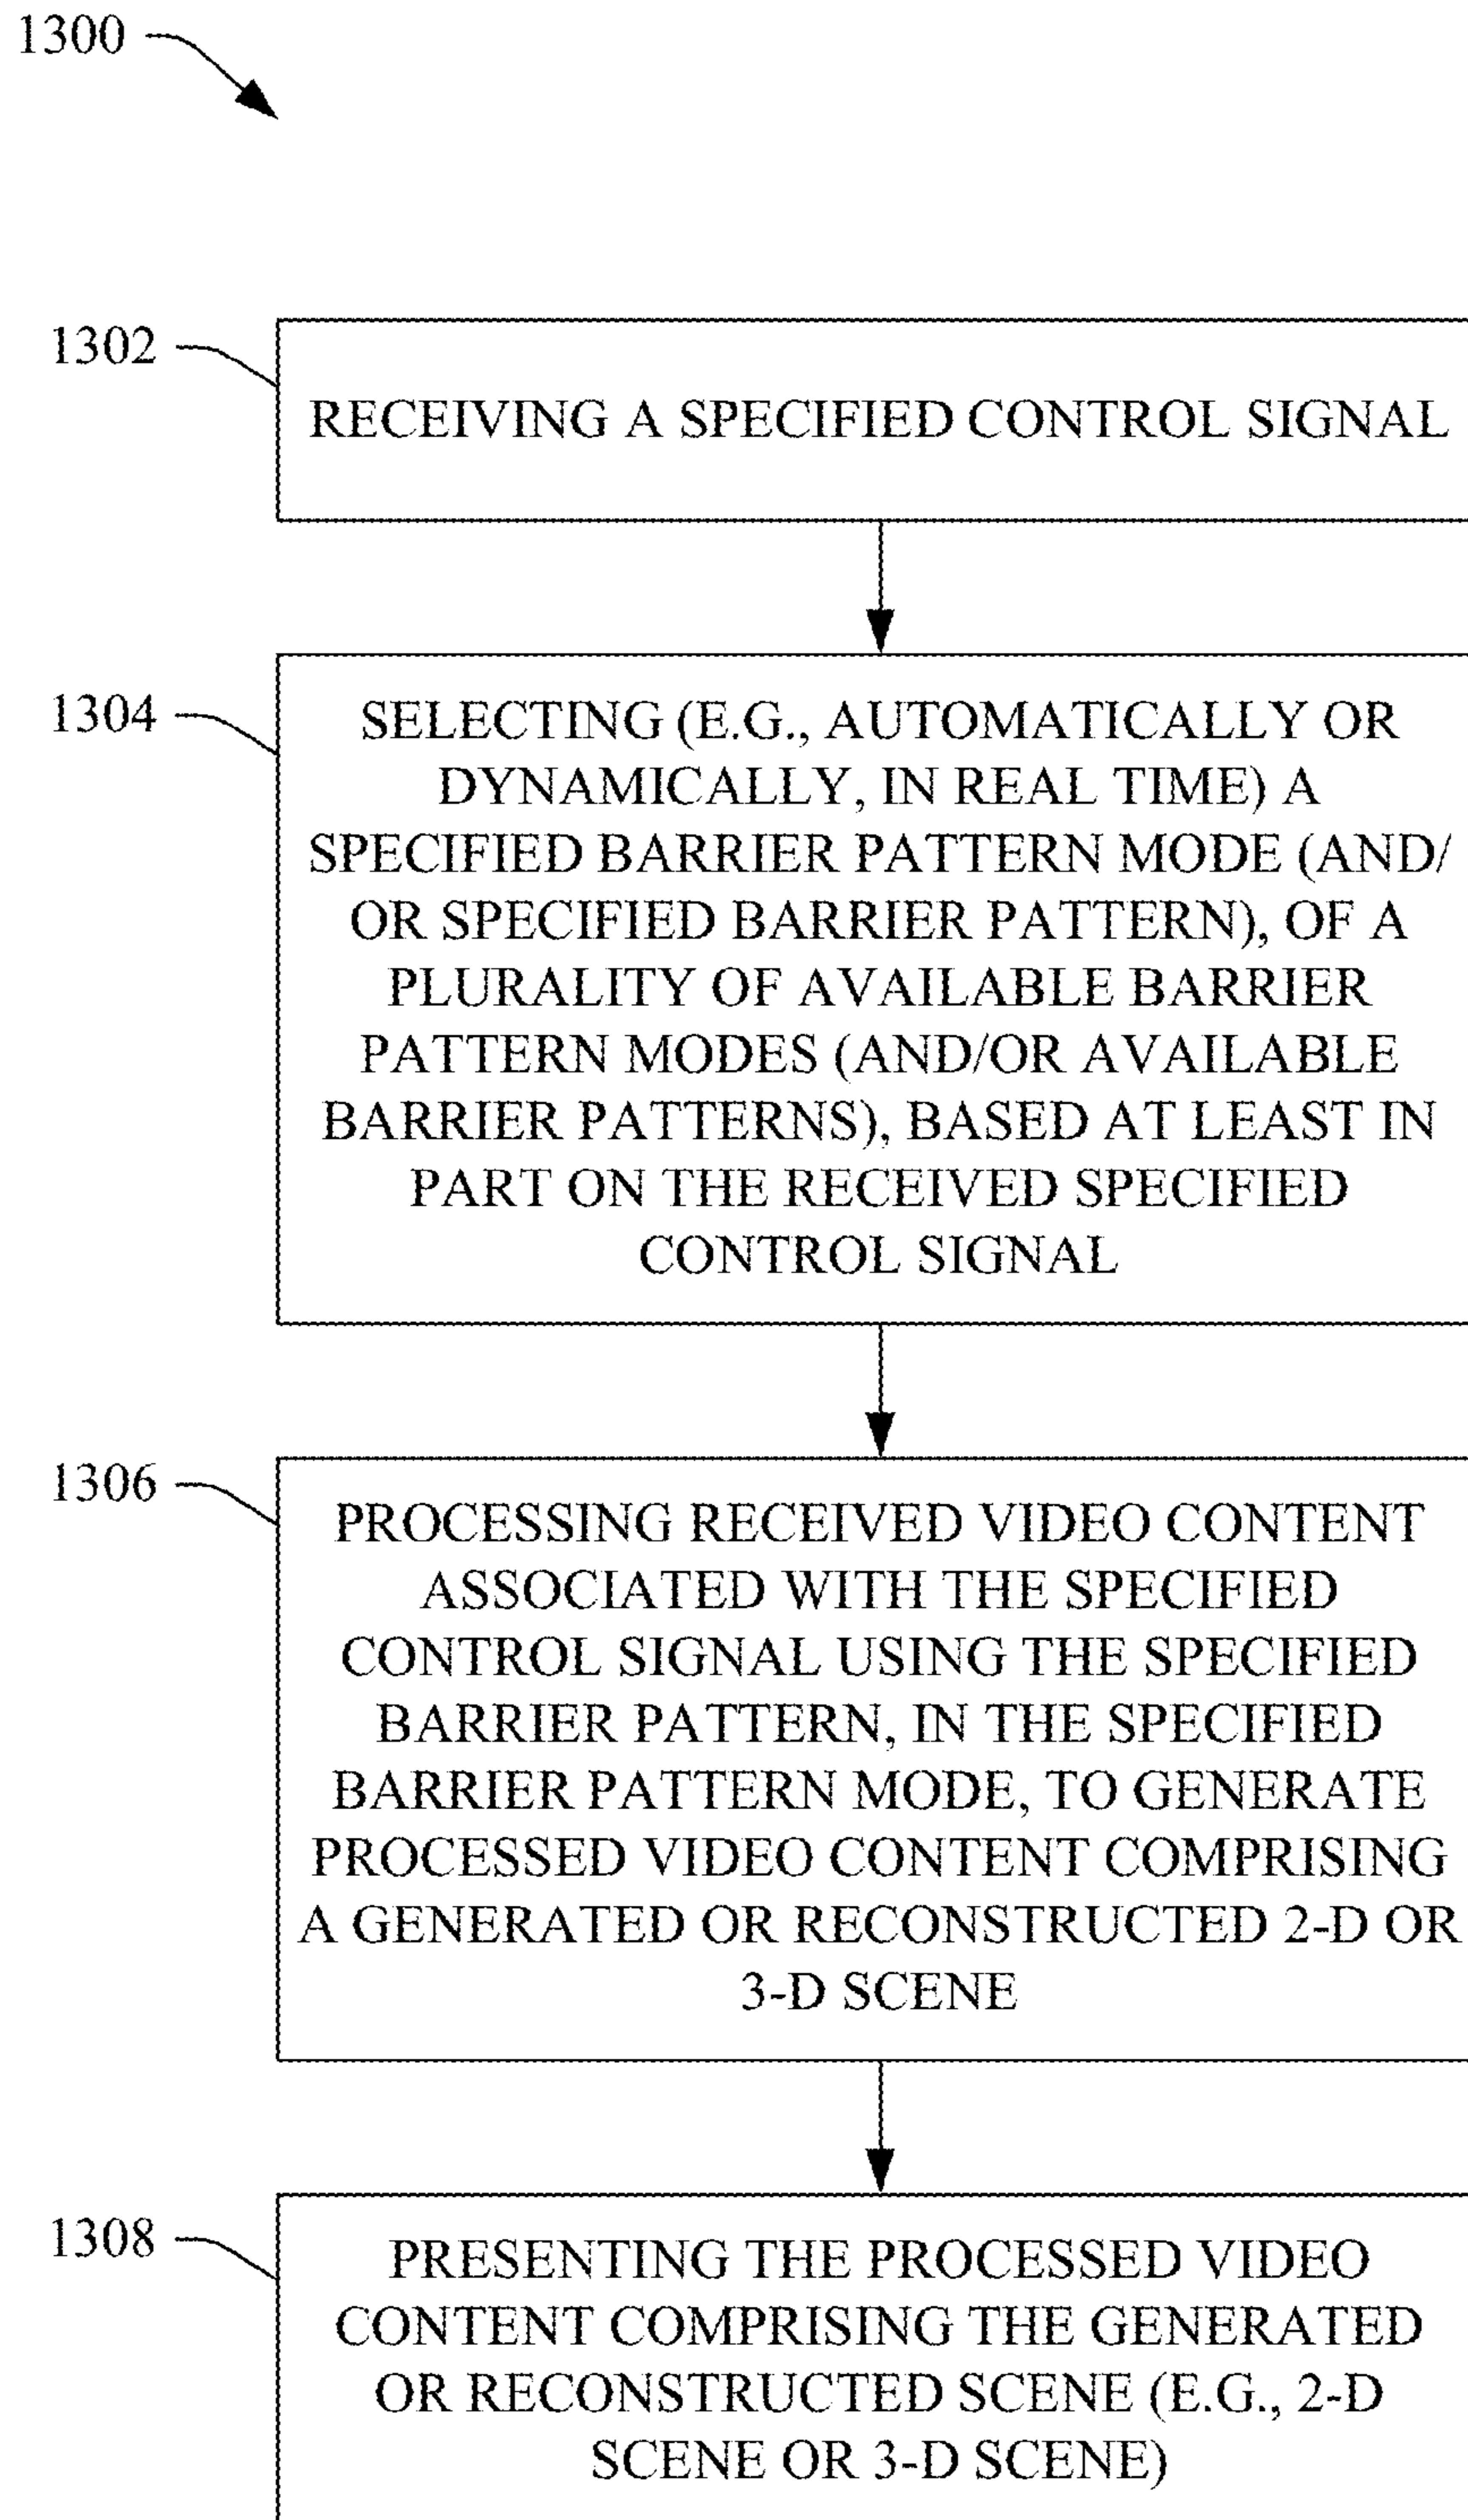 1300
1302
RECEIVING A SPECIFIED CONTROL SIGNAL
1304
SELECTING (E.G., AUTOMATICALLY OR
DYNAMICALLY, IN REAL TIME) A
SPECIFIED BARRIER PATTERN MODE (AND/
OR SPECIFIED BARRIER PATTERN), OF A
PLURALITY OF AVAILABLE BARRIER
PATTERN MODES (AND/OR AVAILABLE
BARRIER PATTERNS), BASED AT LEAST IN
PART ON THE RECEIVED SPECIFIED
CONTROL SIGNAL
1306
PROCESSING RECEIVED VIDEO CONTENT
ASSOCIATED WITH THE SPECIFIED
CONTROL SIGNAL USING THE SPECIFIED
BARRIER PATTERN, IN THE SPECIFIED
BARRIER PATTERN MODE, TO GENERATE
PROCESSED VIDEO CONTENT COMPRISING
A GENERATED OR RECONSTRUCTED 2-D OR
3-D SCENE
1308
PRESENTING THE PROCESSED VIDEO
CONTENT COMPRISING THE GENERATED
OR RECONSTRUCTED SCENE (E.G., 2-D
SCENE OR 3-D SCENE)